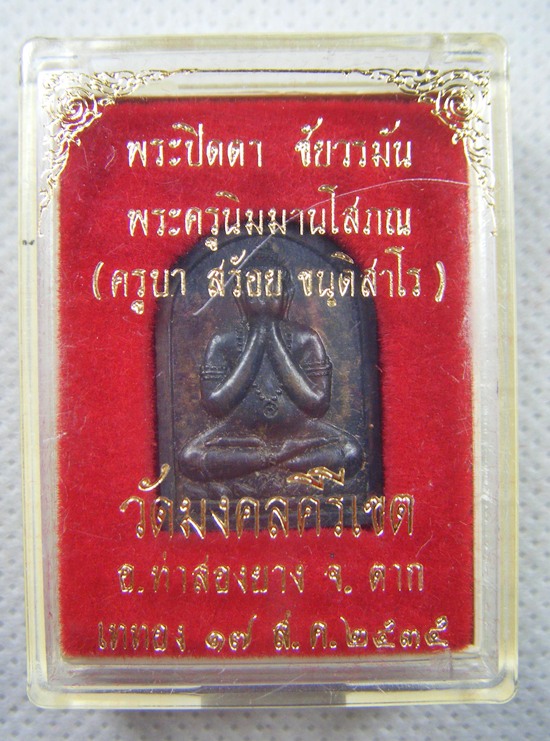 พระปิดตา ชัยวรมัน
พระครูนิมมานโสภณ
(ครูบา สร้อย ขนฺติสาโร)
วัดมงคลคีรีเขต
อ.ท่าสองยาง จ. ตาก
เททอง ๑๗ ส.ค.๒๕๓๕